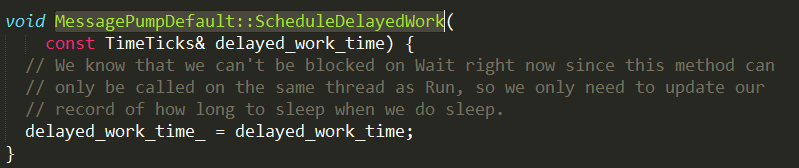 void MessagePumpDefault::ScheduleDelayedWork(
    const TimeTicks& delayed_work_time) {
  // We know that we can't be blocked on Wait right now since this method can
  // only be called on the same thread as Run, so we only need to update our
  // record of how long to sleep when we do sleep.
  delayed_work_time_ = delayed_work_time;
}